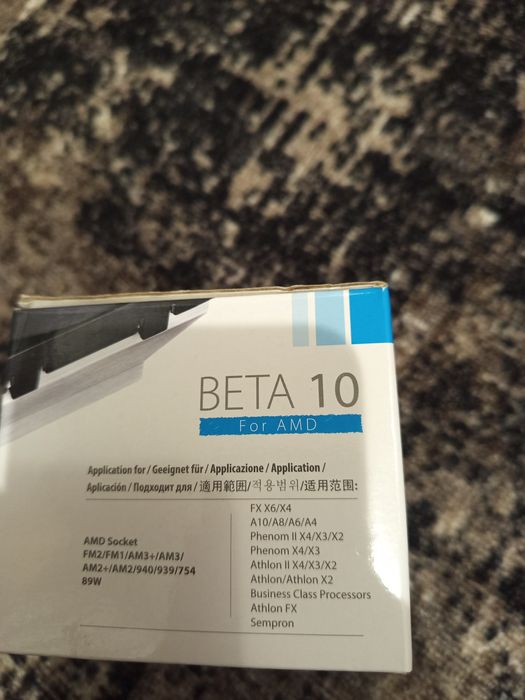 BETA 10
For AMD
Application for / Geeignet für / Applicazione / Application /
Aplicación / Подходит для / 適用範囲/적용범위/适用范围:
AMD Socket
FM2/FM1/AM3+/AM3/
AM2+/AM2/940/939/754
89W
FX X6/X4
A10/A8/A6/A4
Phenom II X4/X3/X2
Phenom X4/X3
Athlon II X4/X3/X2
Athlon/Athlon X2
Business Class Processors
Athlon FX
Sempron